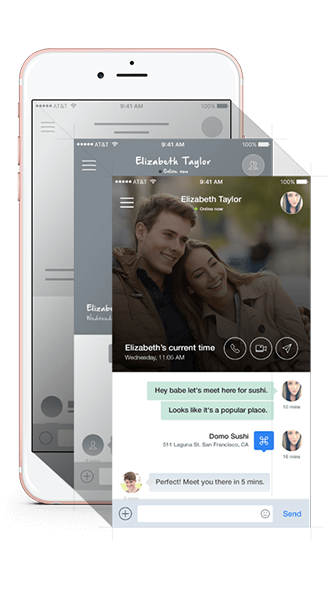 AT&T 9:41 AM 100%
AT&T 9:41 AM 100%
Elizabeth Taylor
Online now
AT&T 9:41 AM 100%
Elizabeth Taylor
Online now
Elizabeth's current time
Wednesday, 11:05 AM
Hey babe let's meet here for sushi.
Looks like it's a popular place.
10 mins
Domo Sushi
511 Laguna St. San Francisco, CA
16 mins
Perfect! Meet you there in 5 mins.
Send